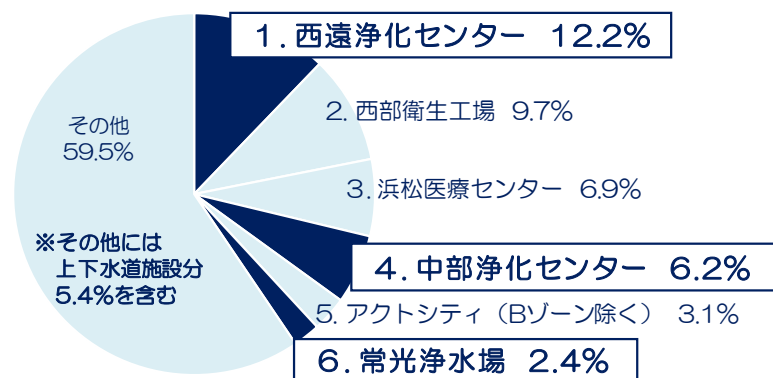 1. 西遠浄化センター 12.2%
2. 西部衛生工場 9.7%
3. 浜松医療センター 6.9%
4. 中部浄化センター 6.2%
5. アクトシティ（Bゾーン除く） 3.1%
6. 常光浄水場 2.4%
その他
59.5%
※その他には
上下水道施設分
5.4%を含む